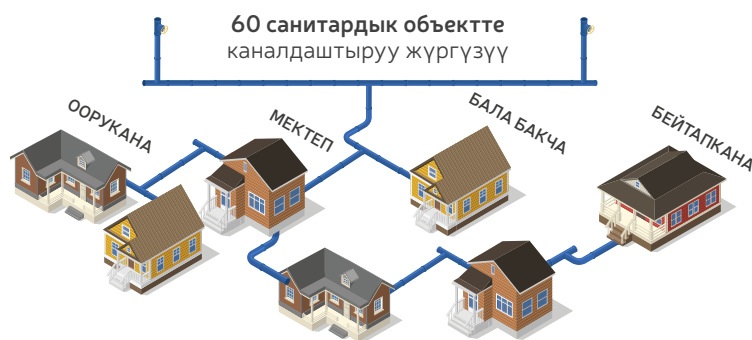 60 санитардык объектте
каналдаштыруу жүргүзүү
ООРУКАНА
МЕКТЕП
БАЛА БАКЧА
БЕЙТАПКАНА